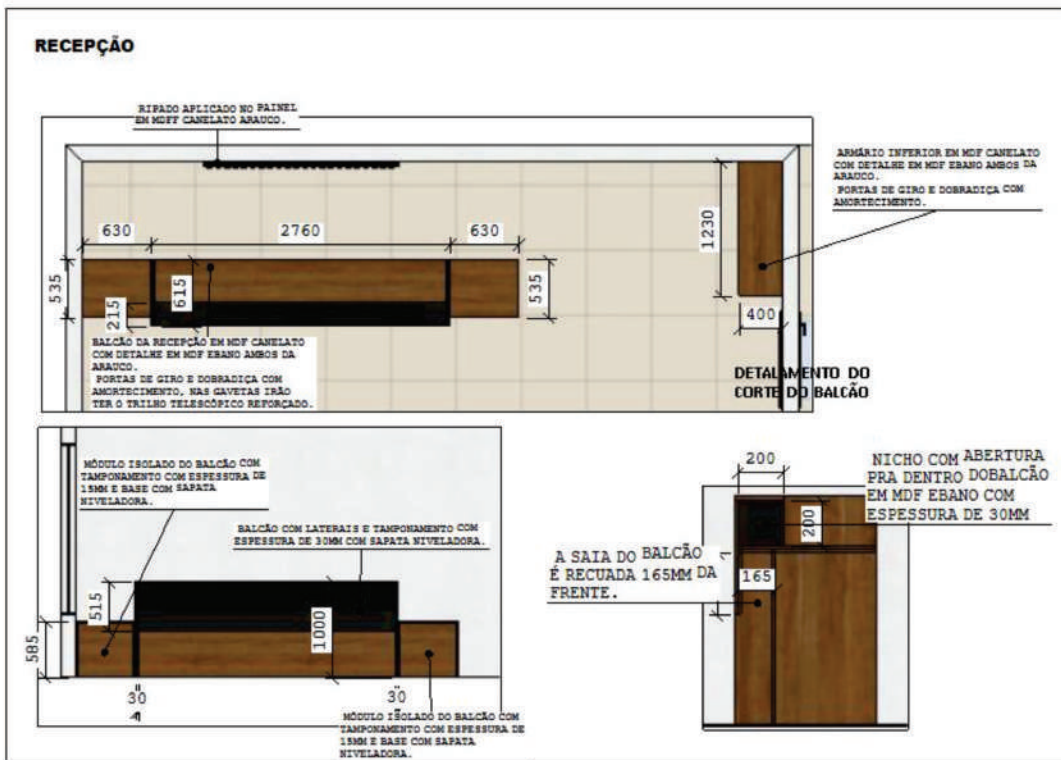 RECEPÇÃO
RIPADO APLICADO NO PAINEL
EM MDFF CANELATO ARAUCO.
ARMÁRIO INFERIOR EM MDF CANELATO
COM DETALHE EM MDF EBANO AMBOS DA
ARAUCO.
PORTAS DE GIRO E DOBRADIÇA COM
AMORTECIMENTO.
630
2760
630
1230
535
215
615
535
400
BALCÃO DA RECEPÇÃO EM MDF CANELATO
COM DETALHE EM MDF EBANO AMBOS DA
ARAUCO.
PORTAS DE GIRO E DOBRADIÇA COM
AMORTECIMENTO, NAS GAVETAS IRÃO
TER O TRILHO TELESCÓPICO REFORÇADO.
DETALAMENTO DO
CORTE DO BALCÃO
MÓDULO ISOLADO DO BALCÃO COM
TAMPONAMENTO COM ESPESSURA DE
15MM E BASE COM SAPATA
NIVELADORA.
BALCÃO COM LATERAIS E TAMPONAMENTO COM
ESPESSURA DE 30MM COM SAPATA NIVELADORA.
515
585
1000
30
30
MÓDULO ISOLADO DO BALCÃO COM
TAMPONAMENTO COM ESPESSURA DE
15MM E BASE COM SAPATA
NIVELADORA.
200
NICHO COM ABERTURA
PRA DENTRO DOBALCÃO
EM MDF EBANO COM
ESPESSURA DE 30MM
200
A SAIA DO BALCÃO
É RECUADA 165MM DA
FRENTE.
165